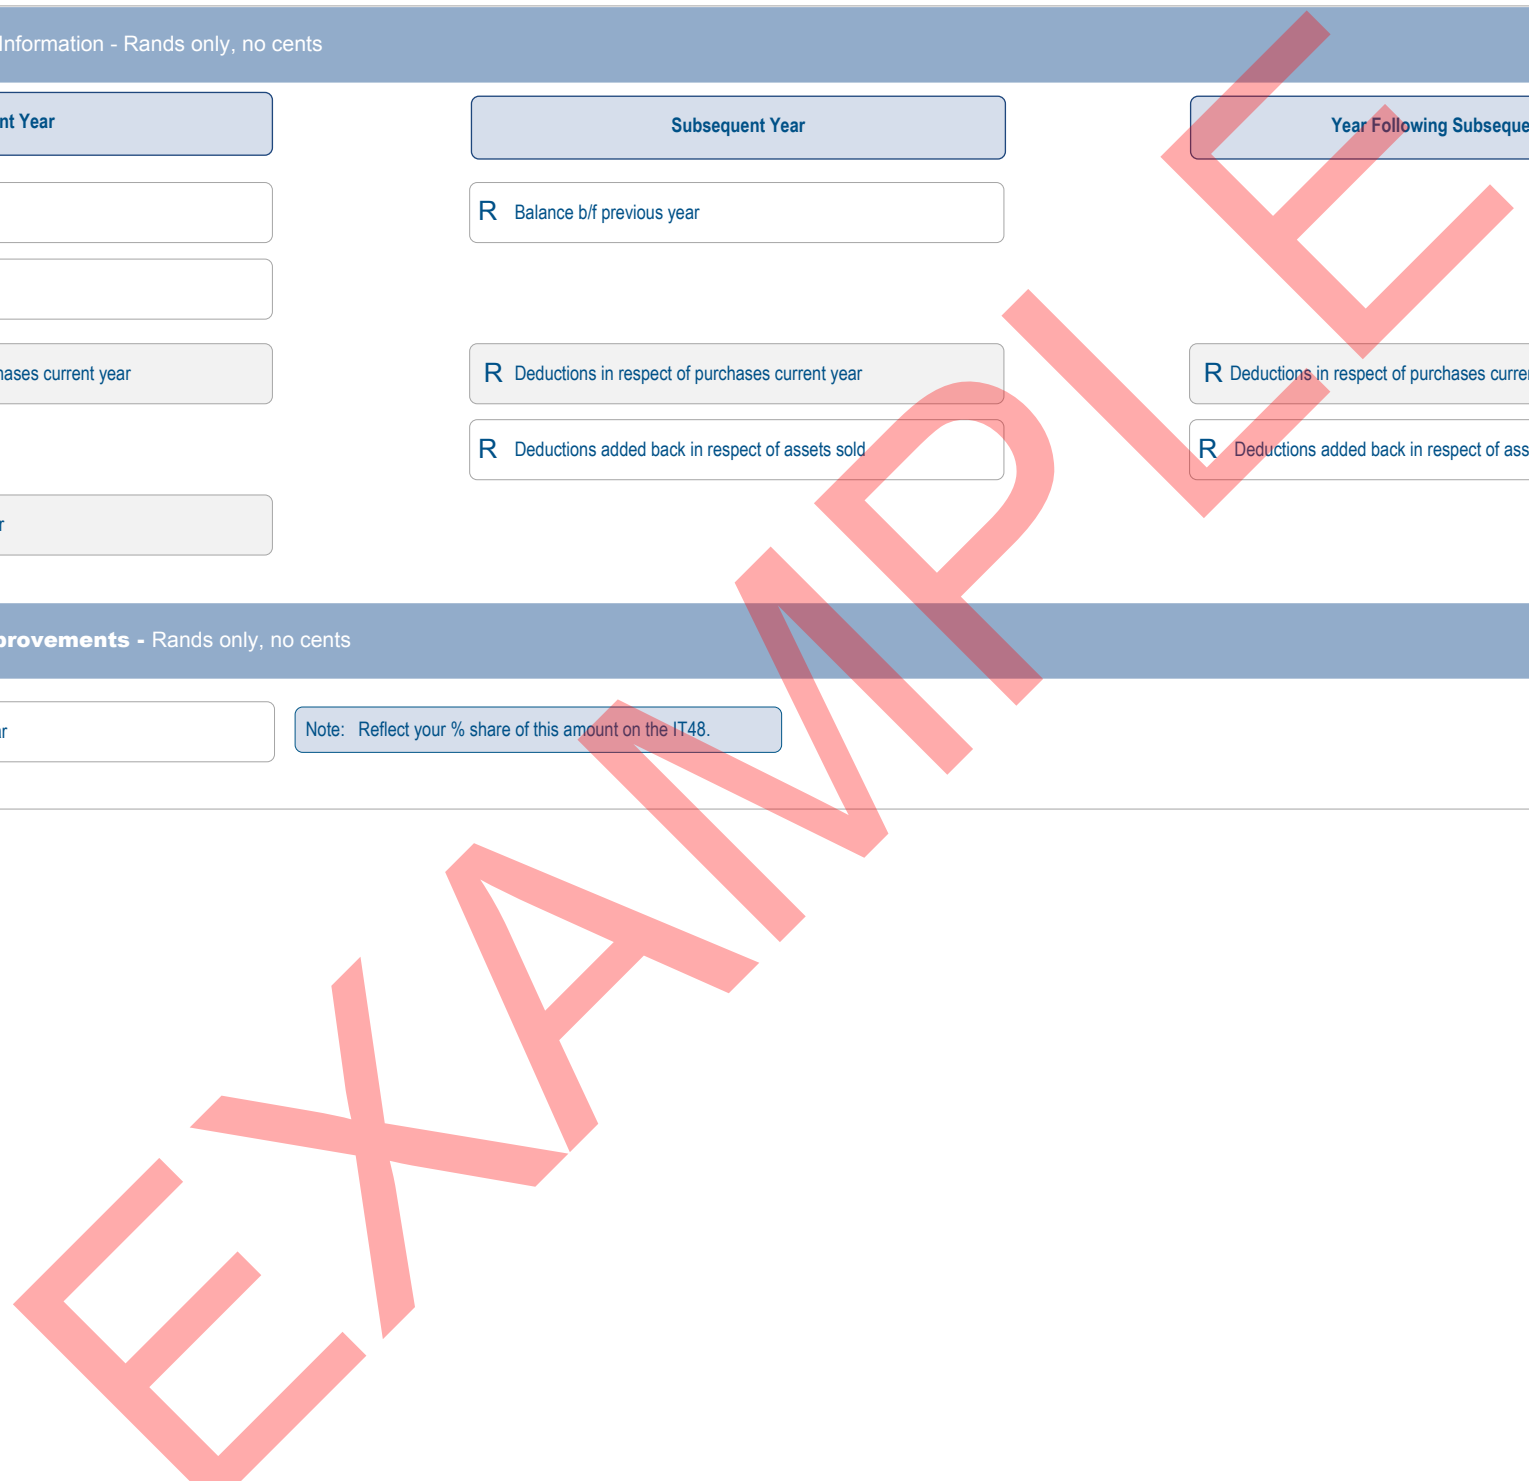 Information - Rands only, no cents
nt Year
Subsequent Year
Year Following Subseque
R Balance b/f previous year
hases current year
R Deductions in respect of purchases current year
R Deductions in respect of purchases curre
R Deductions added back in respect of assets sold
R Deductions added back in respect of ass
r
provements - Rands only, no cents
ar
Note: Reflect your % share of this amount on the IT48.
EXAMPLE